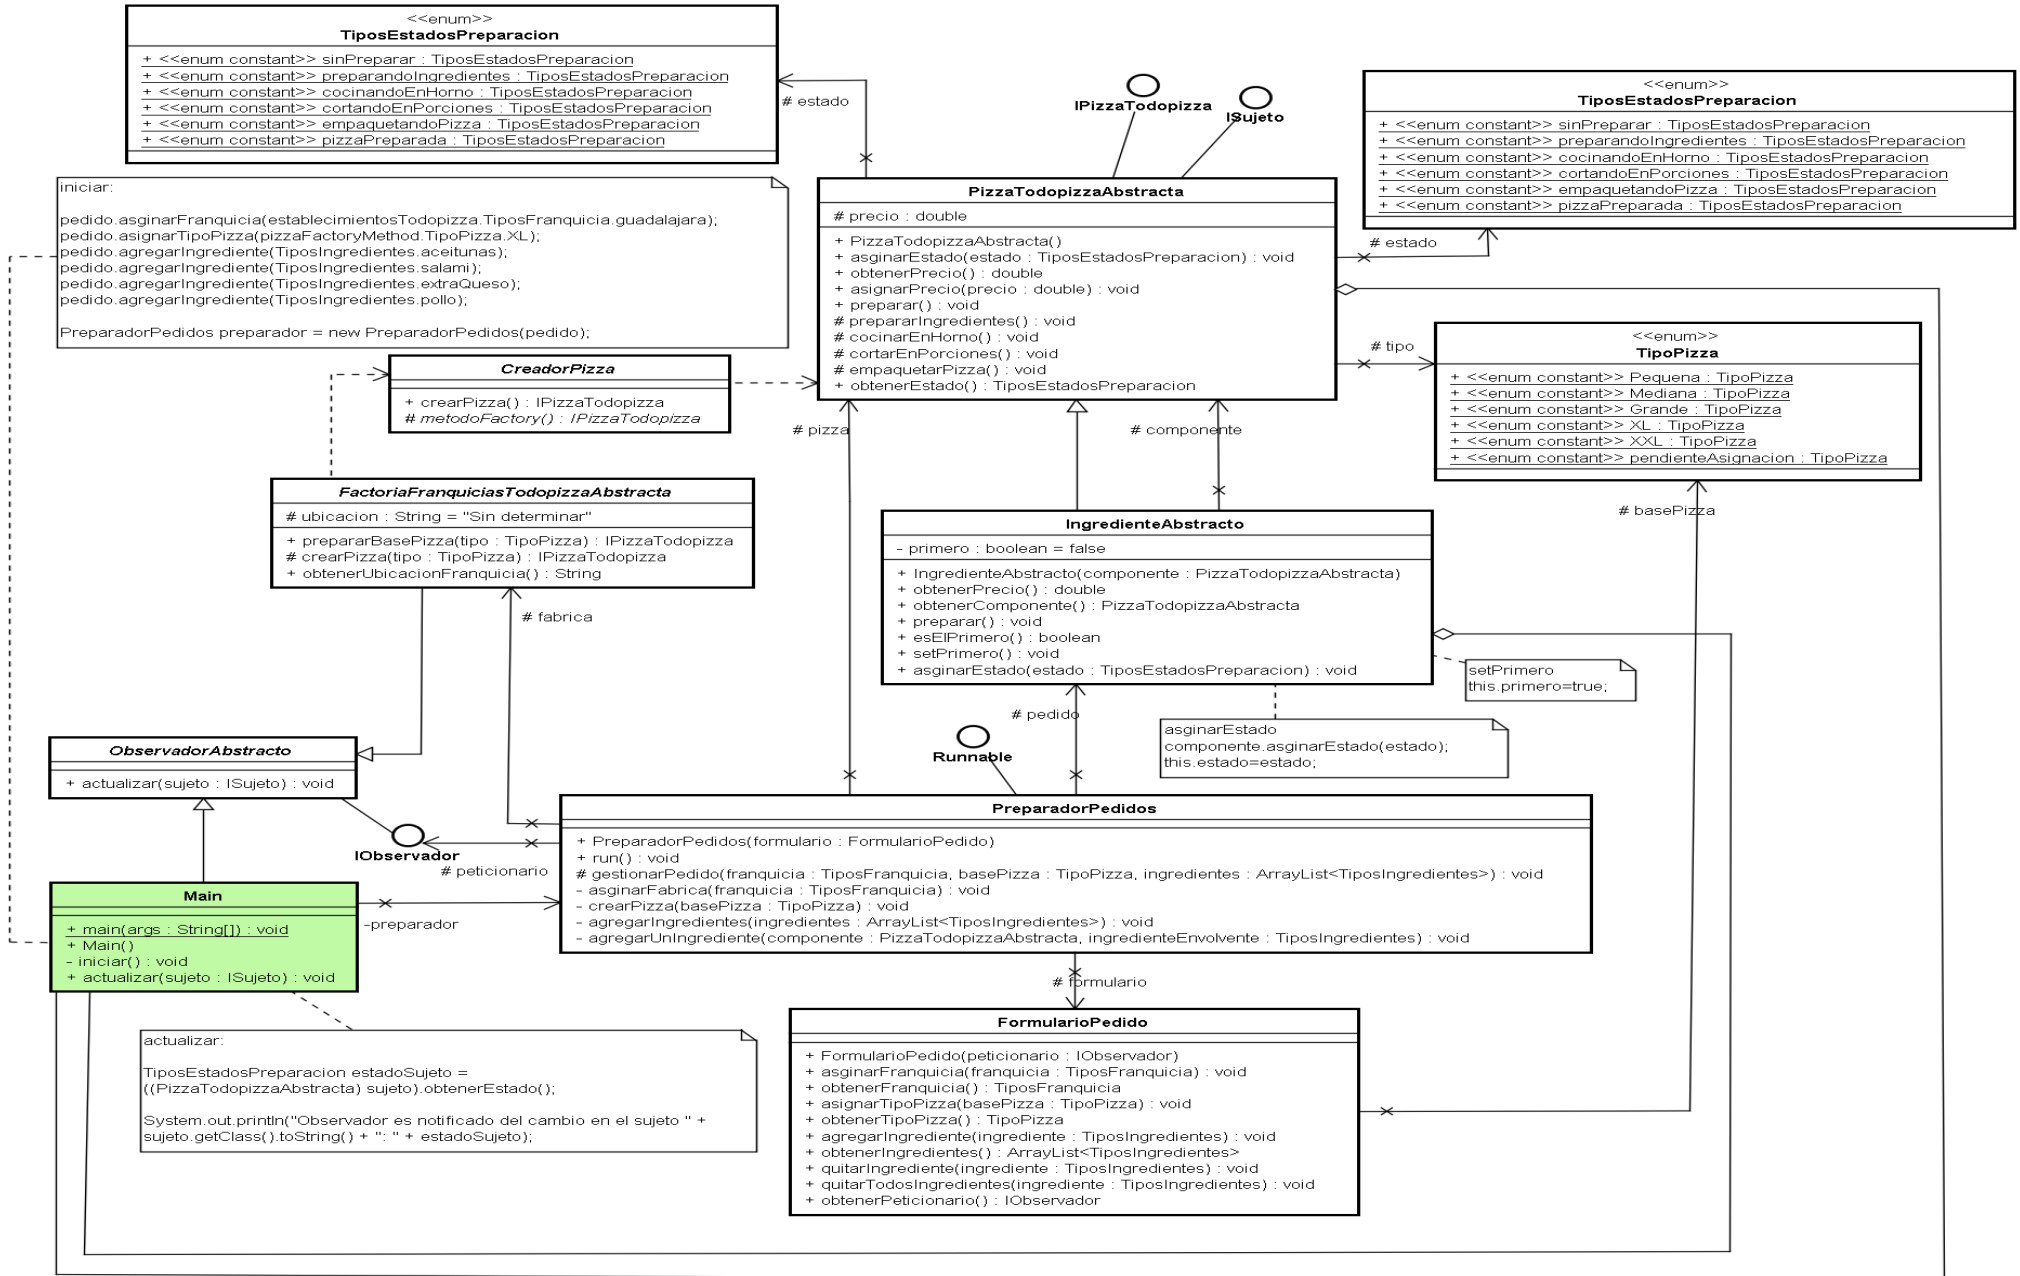 <<enum>>
TiposEstadosPreparacion
+ <<enum constant>> sinPreparar : TiposEstadosPreparacion
+ <<enum constant>> preparandoIngredientes : TiposEstadosPreparacion
+ <<enum constant>> cocinandoEnHorno : TiposEstadosPreparacion
+ <<enum constant>> cortandoEnPorciones : TiposEstadosPreparacion
+ <<enum constant>> empaquetandoPizza : TiposEstadosPreparacion
+ <<enum constant>> pizzaPreparada : TiposEstadosPreparacion
# estado
IPizzaTodopizza
ISujeto
<<enum>>
TiposEstadosPreparacion
+ <<enum constant>> sinPreparar : TiposEstadosPreparacion
+ <<enum constant>> preparandoIngredientes : TiposEstadosPreparacion
+ <<enum constant>> cocinandoEnHorno : TiposEstadosPreparacion
+ <<enum constant>> cortandoEnPorciones : TiposEstadosPreparacion
+ <<enum constant>> empaquetandoPizza : TiposEstadosPreparacion
+ <<enum constant>> pizzaPreparada : TiposEstadosPreparacion
# estado
iniciar:
pedido.asginarFranquicia(establecimientosTodopizza.TiposFranquicia.guadalajara);
pedido.asignarTipoPizza(pizzaFactoryMethod.TipoPizza.XL);
pedido.agregarIngrediente(TiposIngredientes.aceitunas);
pedido.agregarIngrediente(TiposIngredientes.salami);
pedido.agregarIngrediente(TiposIngredientes.extraQueso);
pedido.agregarIngrediente(TiposIngredientes.pollo);
PreparadorPedidos preparador = new PreparadorPedidos(pedido);
PizzaTodopizzaAbstracta
# precio : double
+ PizzaTodopizzaAbstracta()
+ asginarEstado(estado : TiposEstadosPreparacion) : void
+ obtenerPrecio() : double
+ asignarPrecio(precio : double) : void
+ preparar() : void
# prepararIngredientes() : void
# cocinarEnHorno() : void
# cortarEnPorciones() : void
# empaquetarPizza() : void
+ obtenerEstado() : TiposEstadosPreparacion
# tipo
<<enum>>
TipoPizza
+ <<enum constant>> Pequena : TipoPizza
+ <<enum constant>> Mediana : TipoPizza
+ <<enum constant>> Grande : TipoPizza
+ <<enum constant>> XL : TipoPizza
+ <<enum constant>> XXL : TipoPizza
+ <<enum constant>> pendienteAsignacion : TipoPizza
CreadorPizza
+ crearPizza() : IPizzaTodopizza
# metodoFactory() : IPizzaTodopizza
# pizza
# componente
# basePizza
FactoriaFranquiciasTodopizzaAbstracta
# ubicacion : String = "Sin determinar"
+ prepararBasePizza(tipo : TipoPizza) : IPizzaTodopizza
# crearPizza(tipo : TipoPizza) : IPizzaTodopizza
+ obtenerUbicacionFranquicia() : String
# fabrica
IngredienteAbstracto
- primero : boolean = false
+ IngredienteAbstracto(componente : PizzaTodopizzaAbstracta)
+ obtenerPrecio() : double
+ obtenerComponente() : PizzaTodopizzaAbstracta
+ preparar() : void
+ esElPrimero() : boolean
+ setPrimero() : void
+ asginarEstado(estado : TiposEstadosPreparacion) : void
setPrimero
this.primero=true;
# pedido
asginarEstado
componente.asginarEstado(estado);
this.estado=estado;
Runnable
ObservadorAbstracto
+ actualizar(sujeto : ISujeto) : void
IObservador
# peticionario
PreparadorPedidos
+ PreparadorPedidos(formulario : FormularioPedido)
+ run() : void
# gestionarPedido(franquicia : TiposFranquicia, basePizza : TipoPizza, ingredientes : ArrayList<TiposIngredientes>) : void
- asginarFabrica(franquicia : TiposFranquicia) : void
- crearPizza(basePizza : TipoPizza) : void
- agregarIngredientes(ingredientes : ArrayList<TiposIngredientes>) : void
- agregarUnIngrediente(componente : PizzaTodopizzaAbstracta, ingredienteEnvolvente : TiposIngredientes) : void
Main
+ main(args : String[]) : void
+ Main()
- iniciar() : void
+ actualizar(sujeto : ISujeto) : void
-preparador
# formulario
actualizar:
TiposEstadosPreparacion estadoSujeto =
((PizzaTodopizzaAbstracta) sujeto).obtenerEstado();
System.out.println("Observador es notificado del cambio en el sujeto " +
sujeto.getClass().toString() + ": " + estadoSujeto);
FormularioPedido
+ FormularioPedido(peticionario : IObservador)
+ asginarFranquicia(franquicia : TiposFranquicia) : void
+ obtenerFranquicia() : TiposFranquicia
+ asignarTipoPizza(basePizza : TipoPizza) : void
+ obtenerTipoPizza() : TipoPizza
+ agregarIngrediente(ingrediente : TiposIngredientes) : void
+ obtenerIngredientes() : ArrayList<TiposIngredientes>
+ quitarIngrediente(ingrediente : TiposIngredientes) : void
+ quitarTodosIngredientes(ingrediente : TiposIngredientes) : void
+ obtenerPeticionario() : IObservador